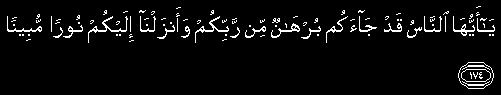 يَـٰٓأَيُّهَا ٱلنَّاسُ قَدْ جَآءَكُم بُرْهَـٰنٌ مِّن رَّبِّكُمْ وَأَنزَلْنَآ إِلَيْكُمْ نُورًا مُّبِينًا
١٧٤